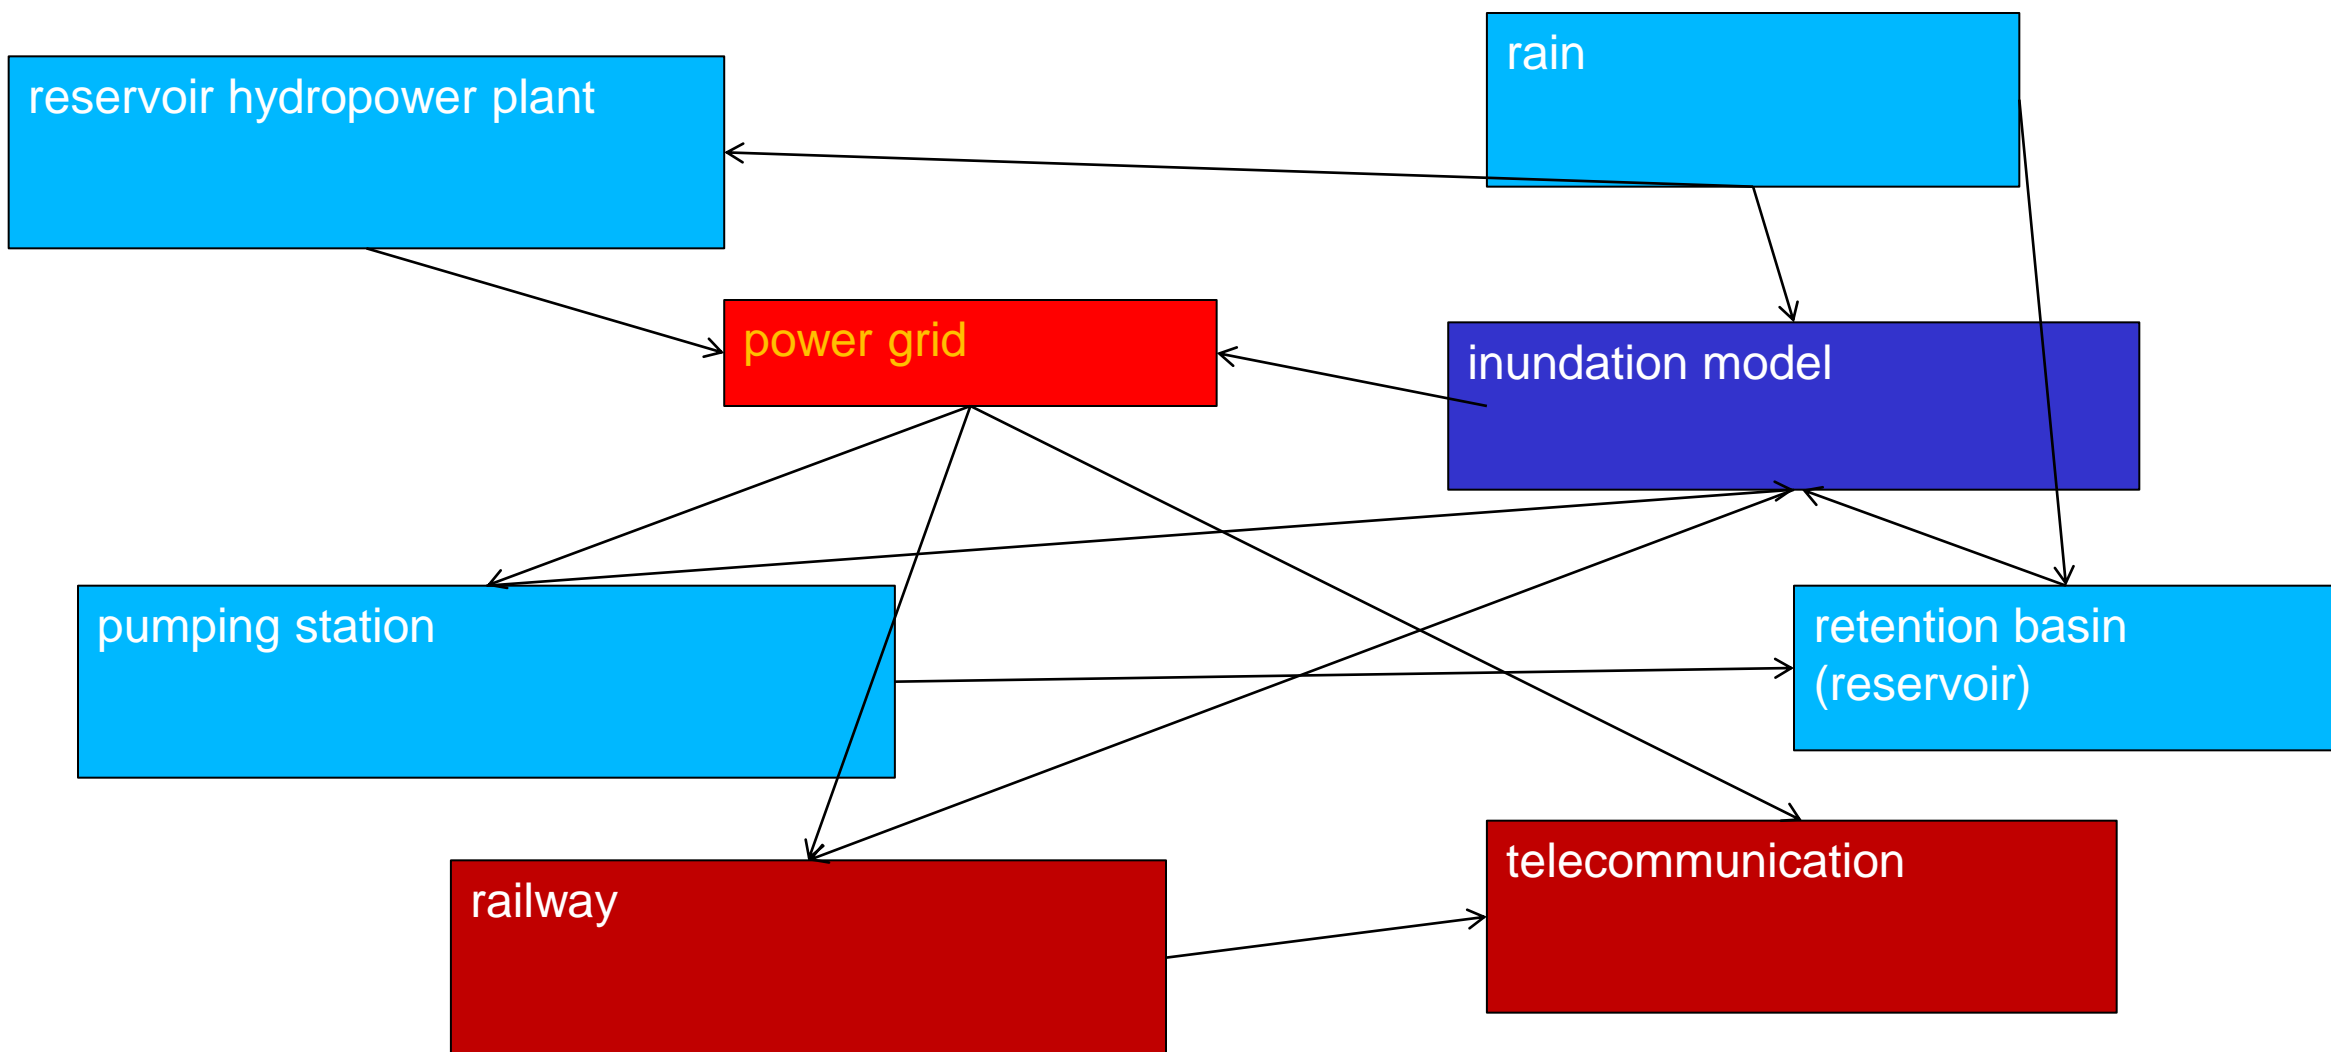 reservoir hydropower plant
rain
power grid
inundation model
pumping station
retention basin
(reservoir)
telecommunication
railway